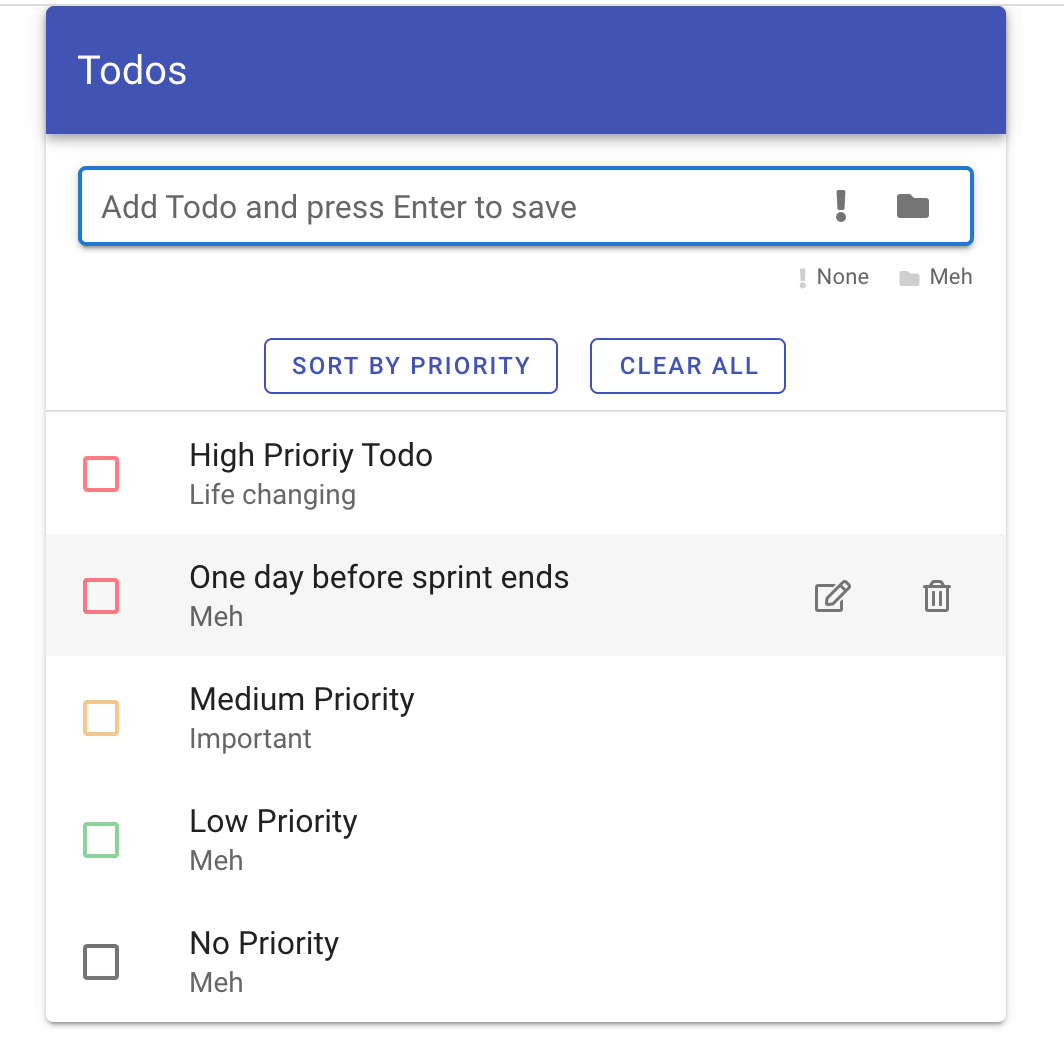 Todos
Add Todo and press Enter to save
None Meh
SORT BY PRIORITY CLEAR ALL
High Prioriy Todo
Life changing
One day before sprint ends
Meh
Medium Priority
Important
Low Priority
Meh
No Priority
Meh